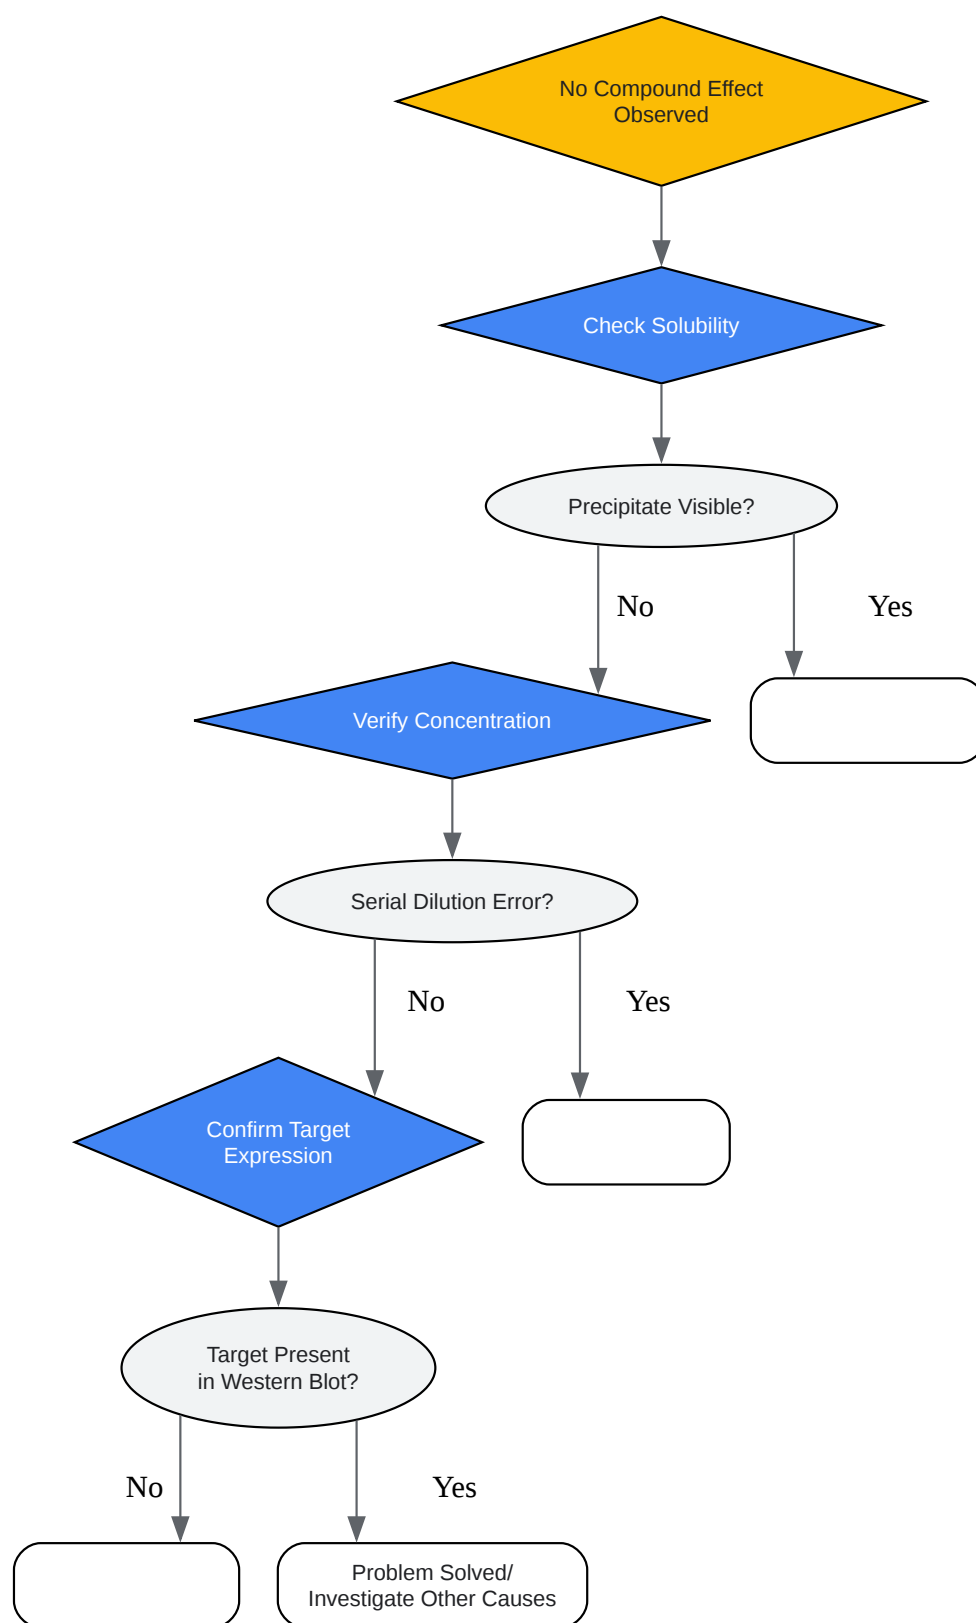 No Compound Effect
Observed
Check Solubility
Precipitate Visible?
No
Yes
Verify Concentration
Serial Dilution Error?
No
Yes
Confirm Target
Expression
Target Present
in Western Blot?
No
Yes
Problem Solved/
Investigate Other Causes